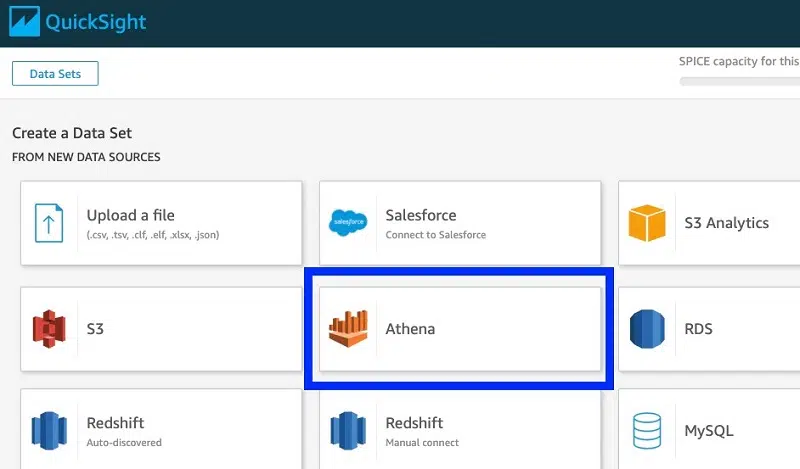 QuickSight
Data Sets
SPICE capacity for this
Create a Data Set
FROM NEW DATA SOURCES
Upload a file
(.csv, .tsv, .clf, .elf, .xlsx, .json)
salesforce
Salesforce
Connect to Salesforce
S3 Analytics
S3
Athena
RDS
Redshift
Auto-discovered
Redshift
Manual connect
MySQL